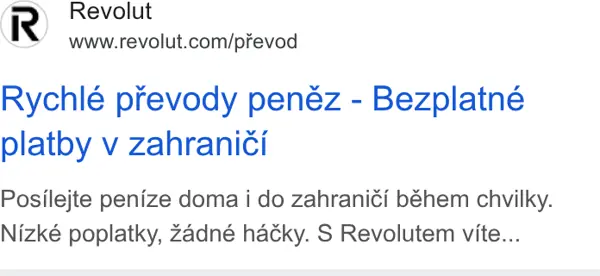 Revolut
www.revolut.com/převod
Rychlé převody peněz - Bezplatné
platby v zahraničí
Posílejte peníze doma i do zahraničí během chvilky.
Nízké poplatky, žádné háčky. S Revolutem víte...